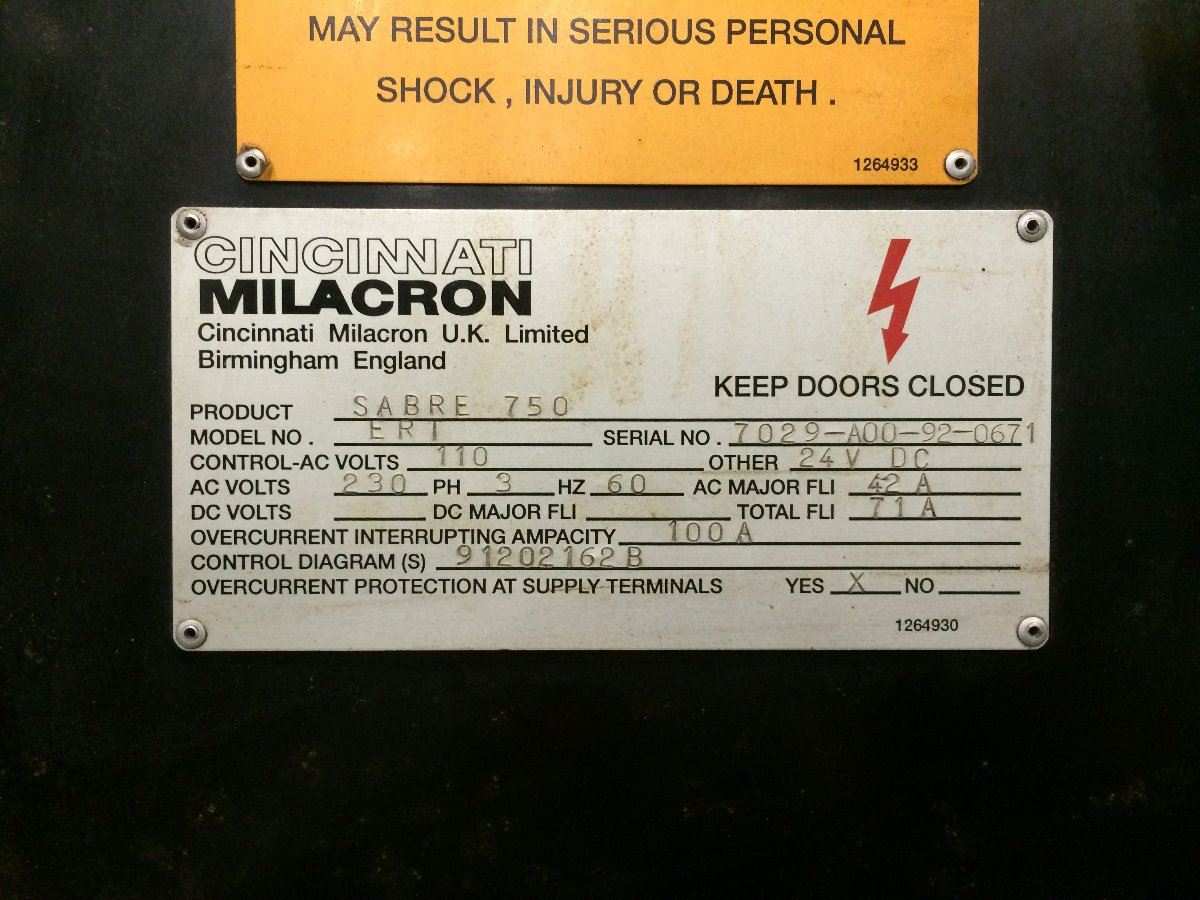 MAY RESULT IN SERIOUS PERSONAL
SHOCK , INJURY OR DEATH .
1264933
CINCINNATI
MILACRON
Cincinnati Milacron U.K. Limited
Birmingham England
KEEP DOORS CLOSED
PRODUCT SABRE 750
MODEL NO . ERT SERIAL NO . 7029-A00-92-0671
CONTROL-AC VOLTS 110 OTHER 24V DC
AC VOLTS 230 PH 3 HZ 60 AC MAJOR FLI 42 A
DC VOLTS DC MAJOR FLI TOTAL FLI 71 A
OVERCURRENT INTERRUPTING AMPACITY 100 A
CONTROL DIAGRAM (S) 91202162B
OVERCURRENT PROTECTION AT SUPPLY TERMINALS YES X NO
1264930